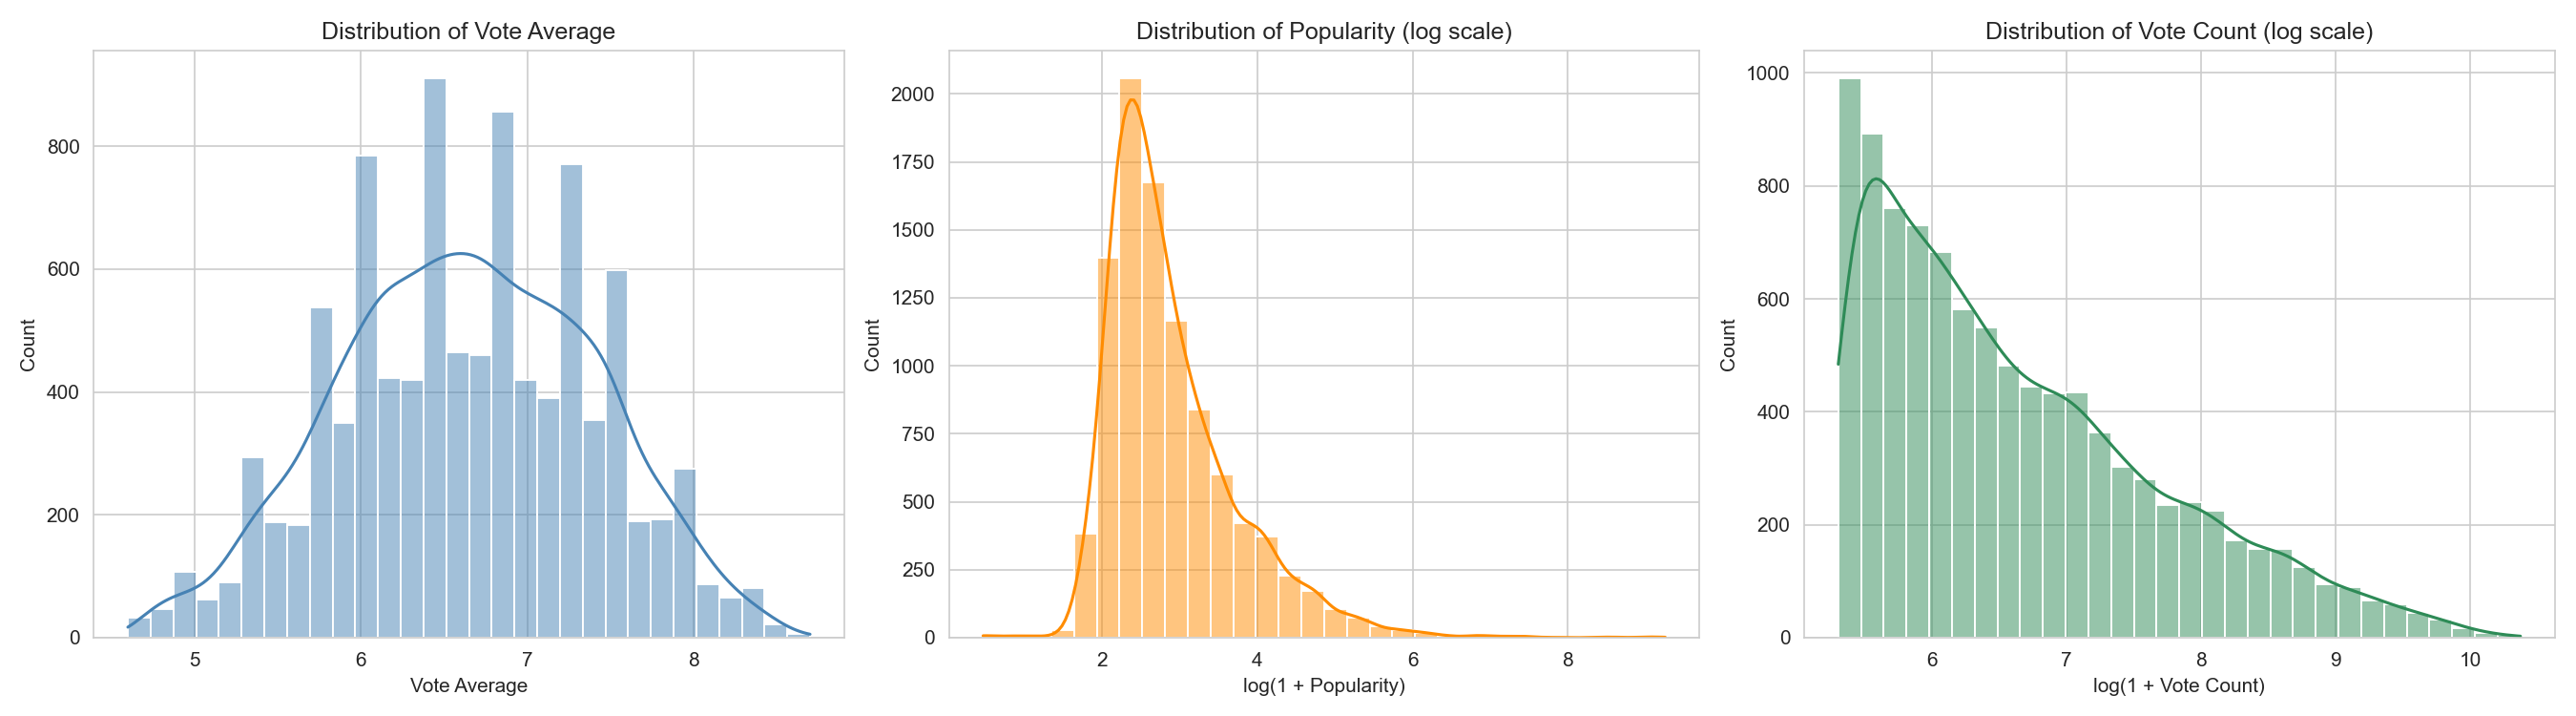 Distribution of Vote Average
Count
800
600
400
200
0
5 6 7 8
Vote Average
Distribution of Popularity (log scale)
Count
2000
1750
1500
1250
1000
750
500
250
0
2 4 6 8
log(1 + Popularity)
Distribution of Vote Count (log scale)
Count
1000
800
600
400
200
0
6 7 8 9 10
log(1 + Vote Count)